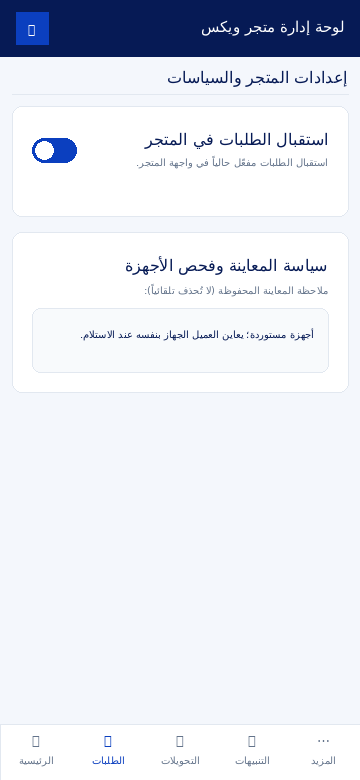 لوحة إدارة متجر ويكس
إعدادات المتجر والسياسات
استقبال الطلبات في المتجر
استقبال الطلبات مفعّل حالياً في واجهة المتجر.
سياسة المعاينة وفحص الأجهزة
ملاحظة المعاينة المحفوظة (لا تُحذف تلقائياً):
أجهزة مستوردة؛ يعاين العميل الجهاز بنفسه عند الاستلام.
المزيد
التنبيهات
التحويلات
الطلبات
الرئيسية